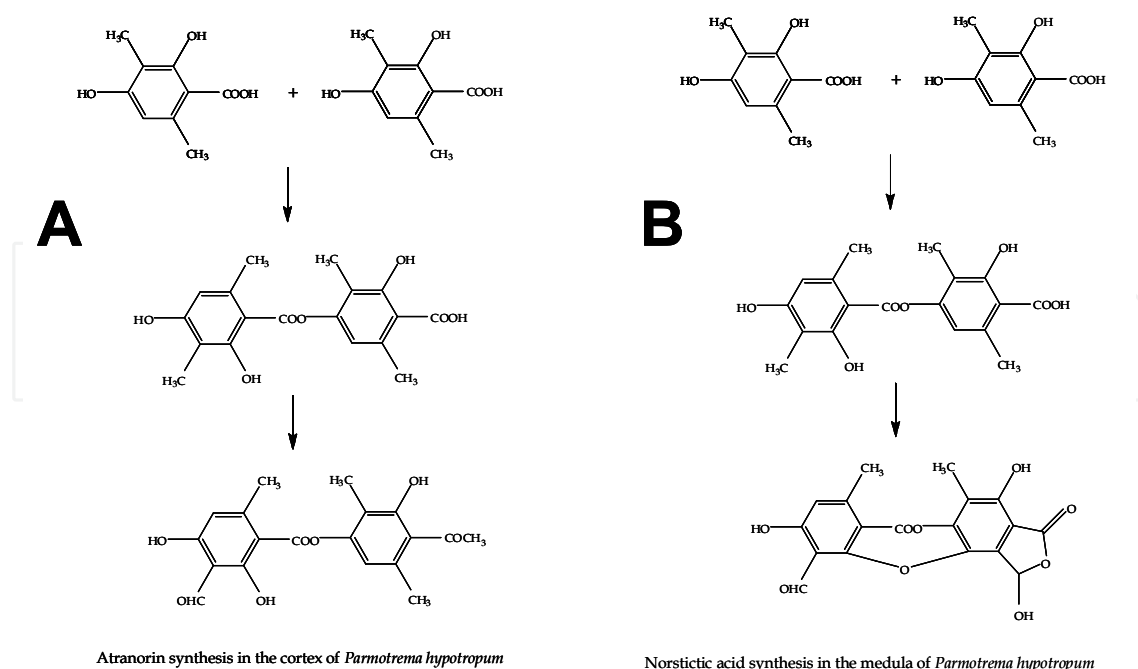 A
H₃C OH
HO COOH
CH₃
+
H₃C OH
HO COOH
CH₃
CH₃ H₃C OH
HO COO COOH
H₃C OH CH₃
CH₃ H₃C OH
HO COO COCH₃
OHC OH CH₃
Atranorin synthesis in the cortex of Parmotrema hypotropum
B
H₃C OH
HO COOH
CH₃
+
H₃C OH
HO COOH
CH₃
CH₃ H₃C OH
HO COO COOH
H₃C OH CH₃
CH₃ H₃C OH
HO COO O
OHC O O
OH
Norstictic acid synthesis in the medula of Parmotrema hypotropum